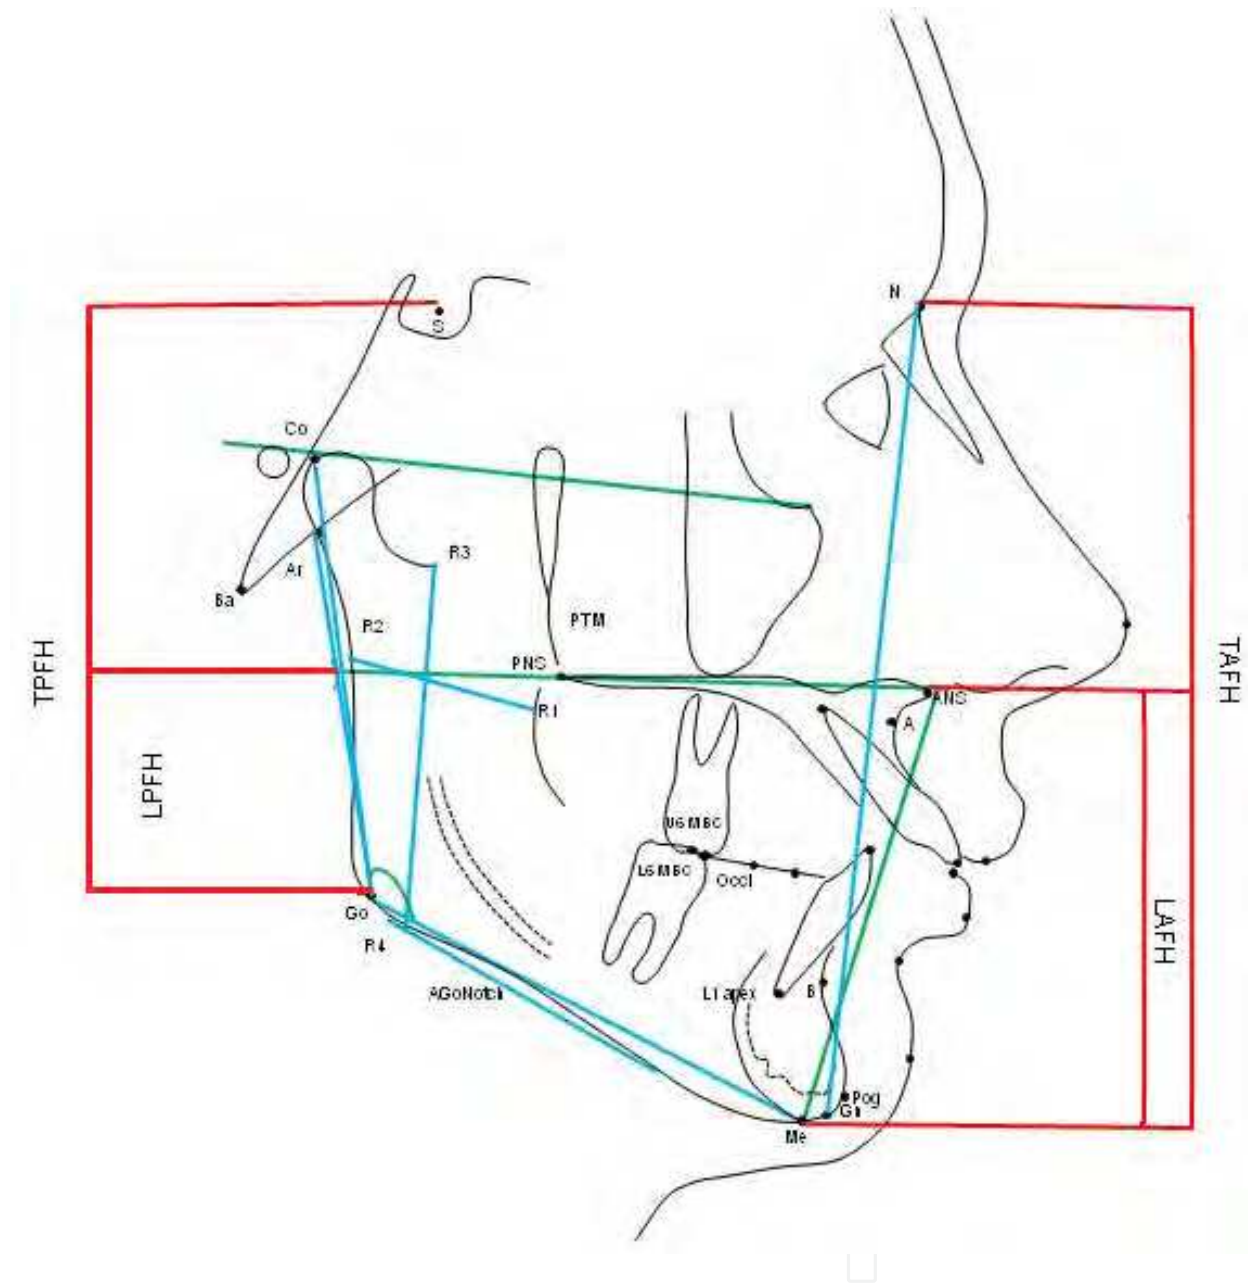 N
S
Co
R3
Ar
Ba
R2
PTM
PNS
TPFH
TAFH
ANS
R1
A
LPFH
U6 MBC
L6 MBC
Occl
Go
LAFH
R4
AGoNotch
L1 apex
B
Pog
Gn
Me